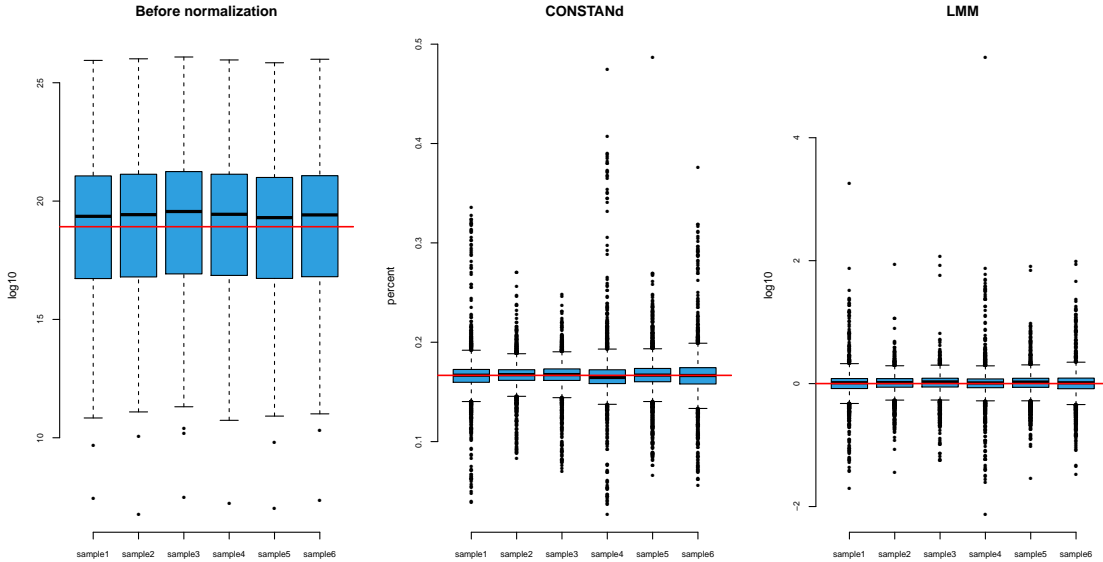 Before normalization
log10
25
20
15
10
sample1 sample2 sample3 sample4 sample5 sample6
CONSTANd
percent
0.5
0.4
0.3
0.2
0.1
sample1 sample2 sample3 sample4 sample5 sample6
LMM
log10
4
2
0
−2
sample1 sample2 sample3 sample4 sample5 sample6